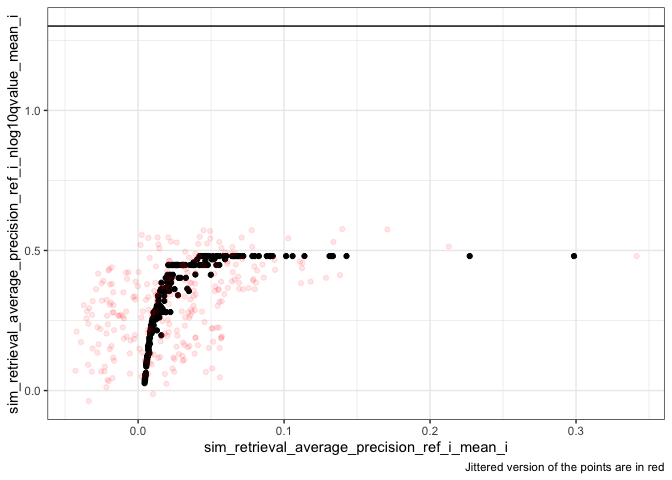 sim_retrieval_average_precision_ref_i_nlog10qvalue_mean_i
1.0
0.5
0.0
0.0
0.1
0.2
0.3
sim_retrieval_average_precision_ref_i_mean_i
Jittered version of the points are in red